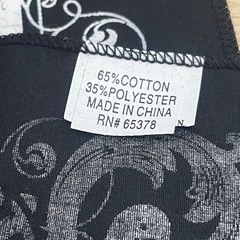 65%COTTON
35%POLYESTER
MADE IN CHINA
RN# 65378
N